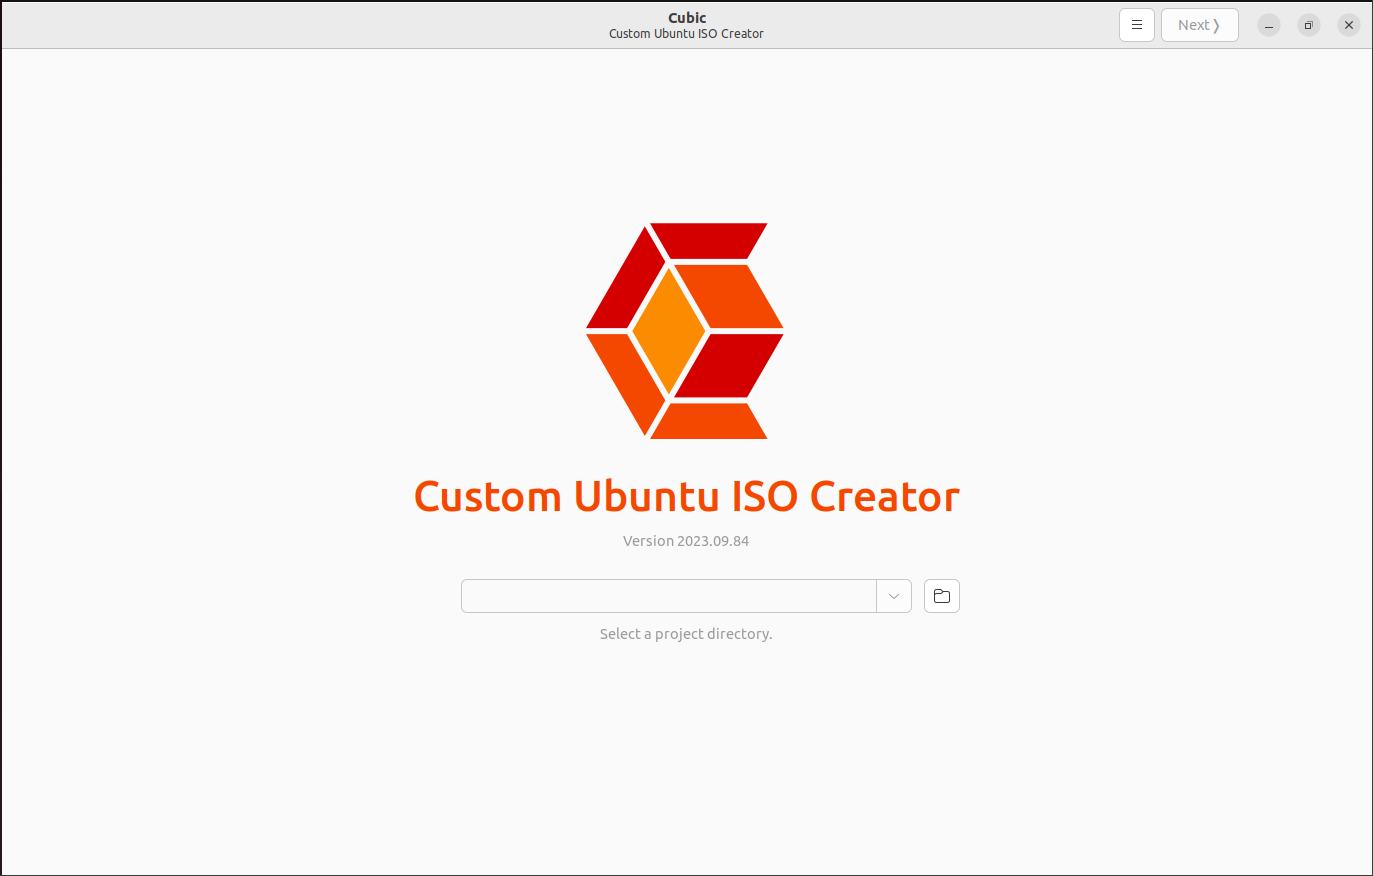 Cubic
Custom Ubuntu ISO Creator
Next ❭
Custom Ubuntu ISO Creator
Version 2023.09.84
Select a project directory.